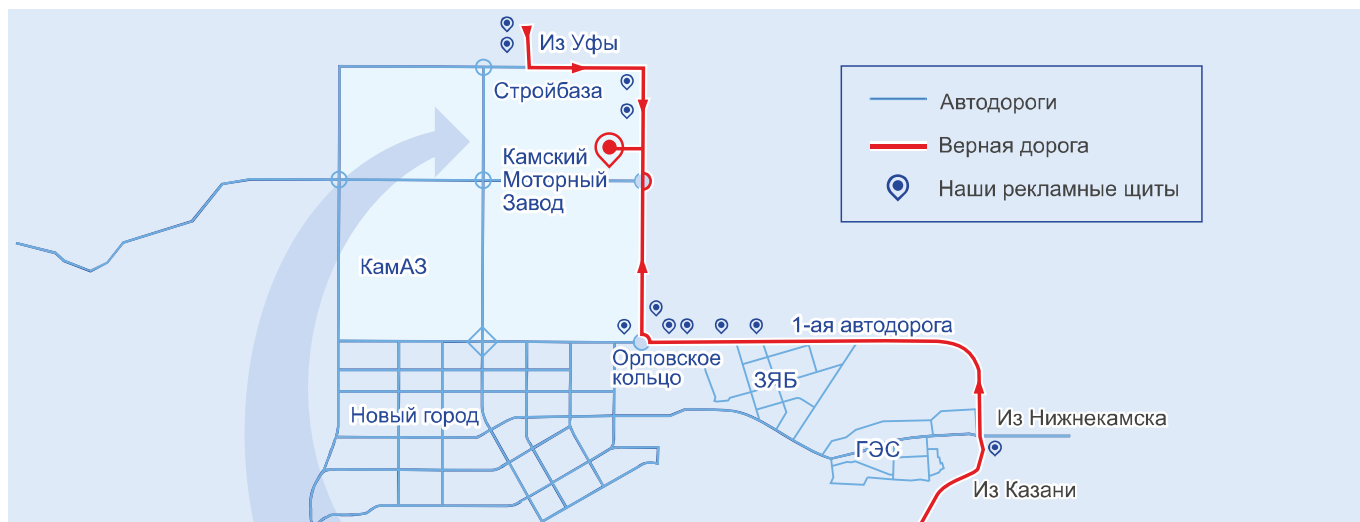 Из Уфы
Стройбаза
Автодороги
Верная дорога
Наши рекламные щиты
Камский
Моторный
Завод
КамАЗ
1-ая автодорога
Орловское
кольцо
ЗЯБ
Новый город
Из Нижнекамска
ГЭС
Из Казани